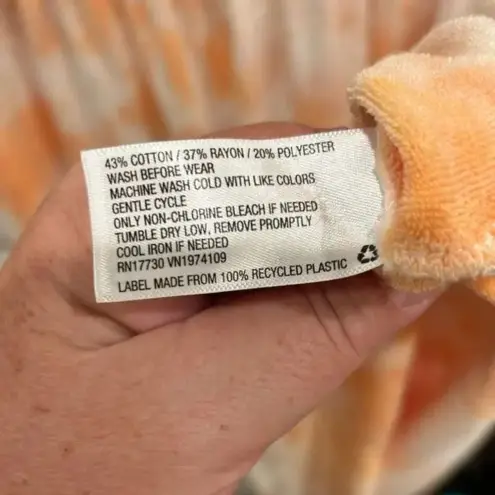 43% COTTON / 37% RAYON / 20% POLYESTER
WASH BEFORE WEAR
MACHINE WASH COLD WITH LIKE COLORS
GENTLE CYCLE
ONLY NON-CHLORINE BLEACH IF NEEDED
TUMBLE DRY LOW, REMOVE PROMPTLY
COOL IRON IF NEEDED
RN17730 VN1974109
LABEL MADE FROM 100% RECYCLED PLASTIC